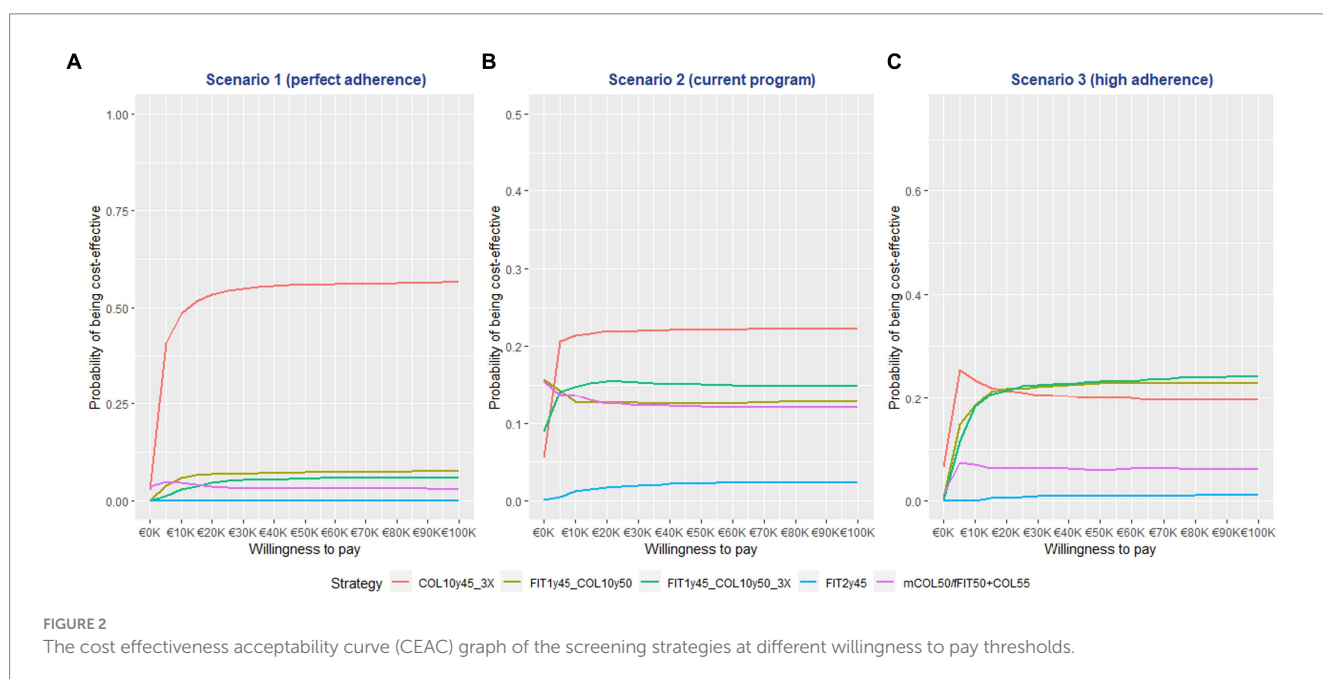 A
B
C
Scenario 1 (perfect adherence)
Scenario 2 (current program)
Scenario 3 (high adherence)
Probability of being cost-effective
1.00
0.75
0.50
0.25
0.00
€0K €10K €20K €30K €40K €50K €60K €70K €80K €90K €100K
Willingness to pay
Probability of being cost-effective
0.5
0.4
0.3
0.2
0.1
0.0
€0K €10K €20K €30K €40K €50K €60K €70K €80K €90K €100K
Willingness to pay
Probability of being cost-effective
0.6
0.4
0.2
0.0
€0K €10K €20K €30K €40K €50K €60K €70K €80K €90K €100K
Willingness to pay
Strategy COL10y45_3X FIT1y45_COL10y50 FIT1y45_COL10y50_3X FIT2y45 mCOL50/fFIT50+COL55
FIGURE 2
The cost effectiveness acceptability curve (CEAC) graph of the screening strategies at different willingness to pay thresholds.